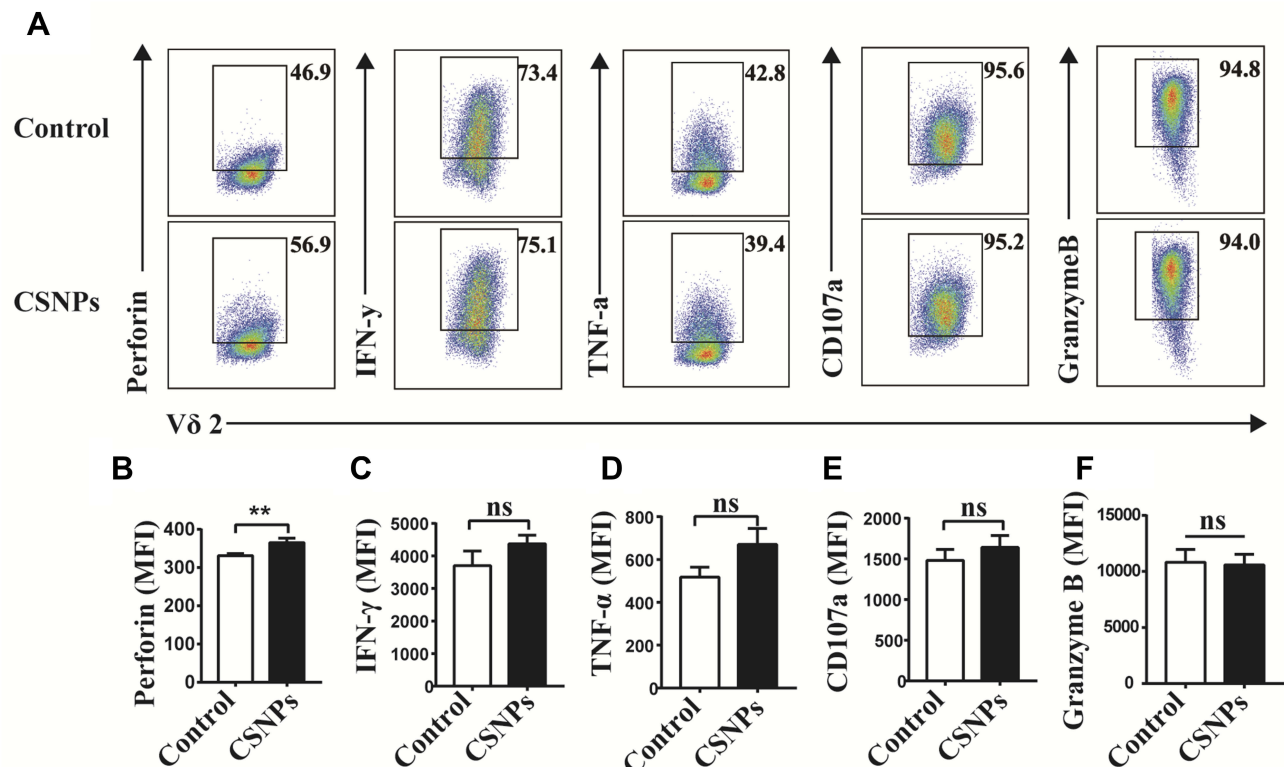 A
Control
CSNPs
Perforin
46.9
56.9
IFN-y
73.4
75.1
TNF-a
42.8
39.4
CD107a
95.6
95.2
GranzymeB
94.8
94.0
Vδ 2
B
Perforin (MFI)
400
300
200
100
0
**
Control
CSNPs
C
IFN-γ (MFI)
5000
4000
3000
2000
1000
0
ns
Control
CSNPs
D
TNF-α (MFI)
800
600
400
200
0
ns
Control
CSNPs
E
CD107a (MFI)
2000
1500
1000
500
0
ns
Control
CSNPs
F
Granzyme B (MFI)
15000
10000
5000
0
ns
Control
CSNPs